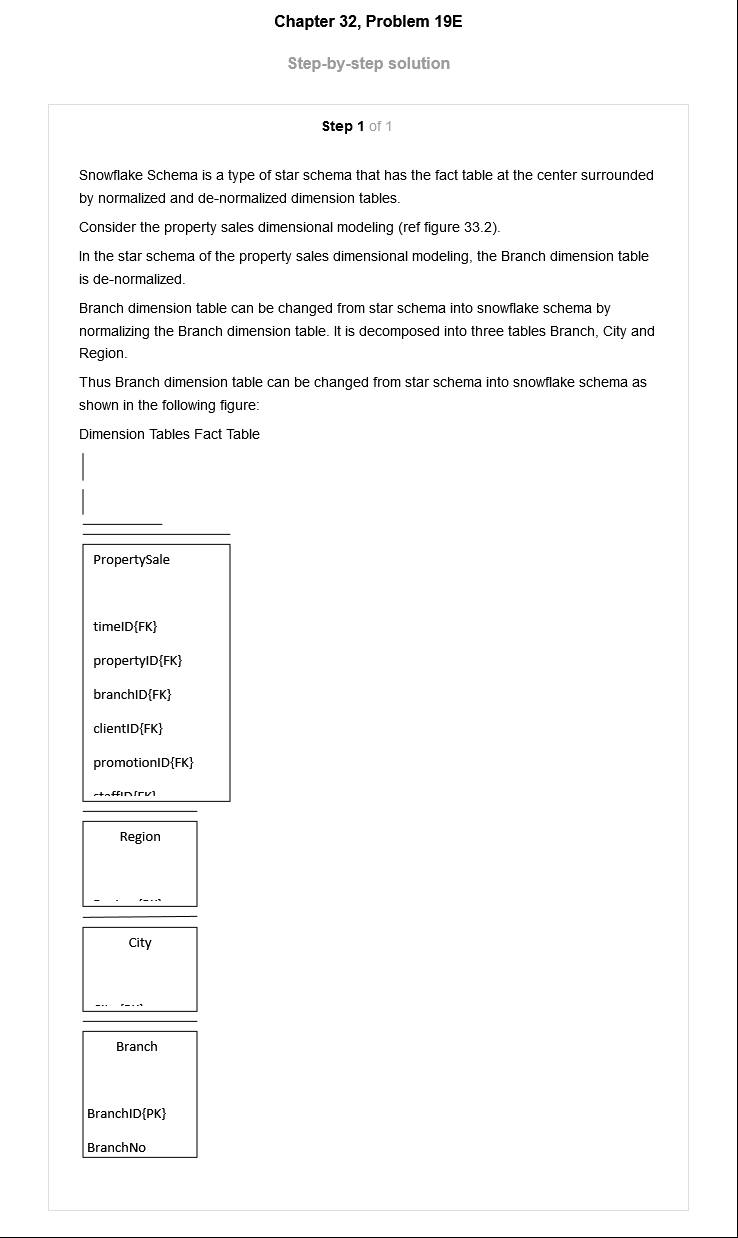 Chapter 32, Problem 19E
Step-by-step solution
Step 1 of 1
Snowflake Schema is a type of star schema that has the fact table at the center surrounded
by normalized and de-normalized dimension tables.
Consider the property sales dimensional modeling (ref figure 33.2).
In the star schema of the property sales dimensional modeling, the Branch dimension table
is de-normalized.
Branch dimension table can be changed from star schema into snowflake schema by
normalizing the Branch dimension table. It is decomposed into three tables Branch, City and
Region.
Thus Branch dimension table can be changed from star schema into snowflake schema as
shown in the following figure:
Dimension Tables Fact Table
PropertySale
timeID{FK}
propertyID{FK}
branchID{FK}
clientID{FK}
promotionID{FK}
staffID{FK}
Region
City
Branch
BranchID{PK}
BranchNo